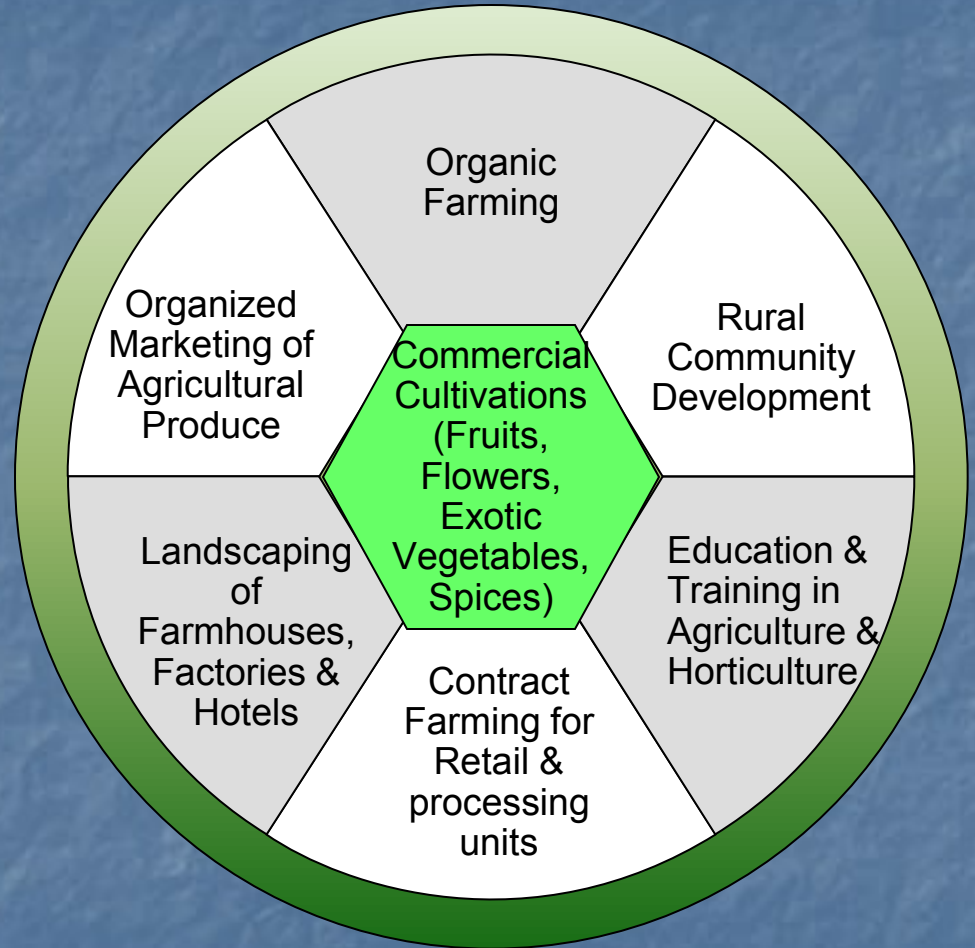 Organic
Farming
Rural
Community
Development
Education &
Training in
Agriculture &
Horticulture
Contract
Farming for
Retail &
processing
units
Landscaping
of
Farmhouses,
Factories &
Hotels
Organized
Marketing of
Agricultural
Produce
Commercial
Cultivations
(Fruits,
Flowers,
Exotic
Vegetables,
Spices)